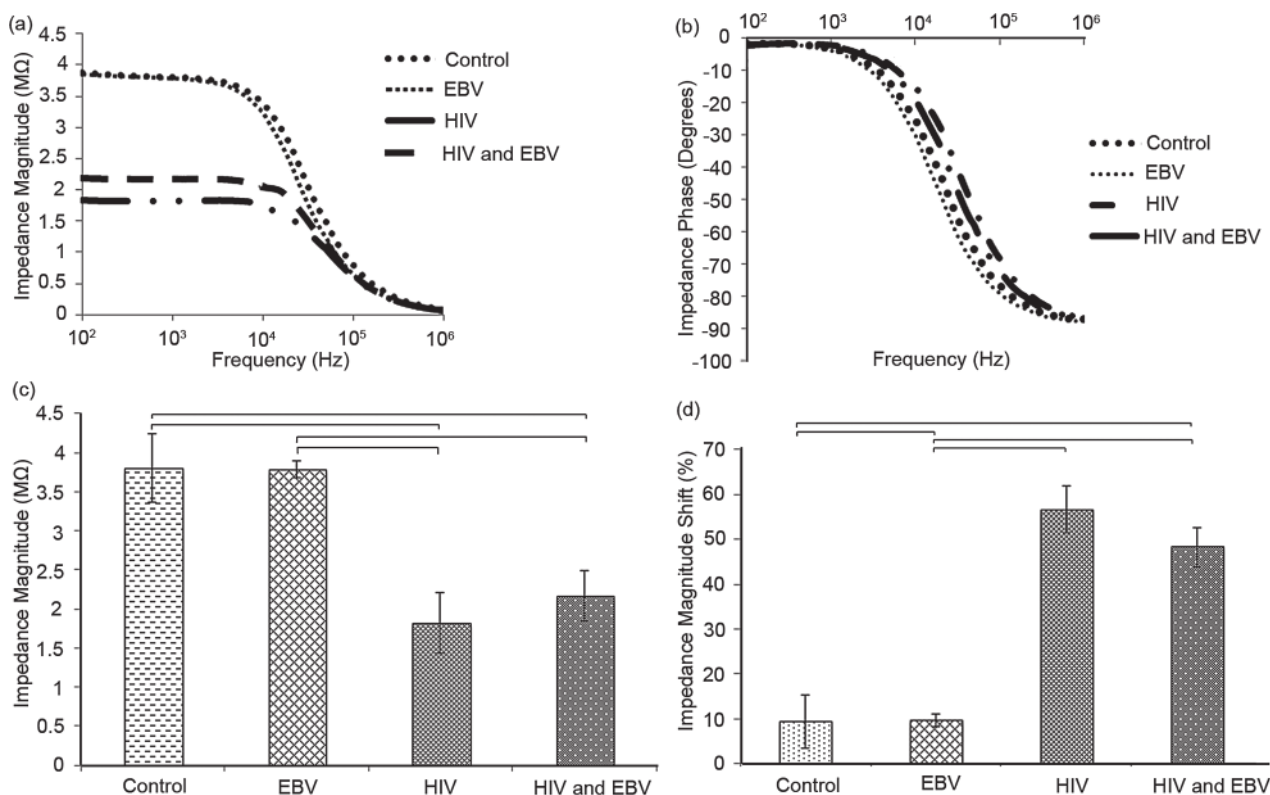 (a)
Impedance Magnitude (MΩ)
4.5
4
3.5
3
2.5
2
1.5
1
0.5
0
10² 10³ 10⁴ 10⁵ 10⁶
Frequency (Hz)
Control
EBV
HIV
HIV and EBV
(b)
10² 10³ 10⁴ 10⁵ 10⁶
Impedance Phase (Degrees)
0
-10
-20
-30
-40
-50
-60
-70
-80
-90
-100
Frequency (Hz)
Control
EBV
HIV
HIV and EBV
(c)
Impedance Magnitude (MΩ)
4.5
4
3.5
3
2.5
2
1.5
1
0.5
0
Control EBV HIV HIV and EBV
(d)
Impedance Magnitude Shift (%)
70
60
50
40
30
20
10
0
Control EBV HIV HIV and EBV